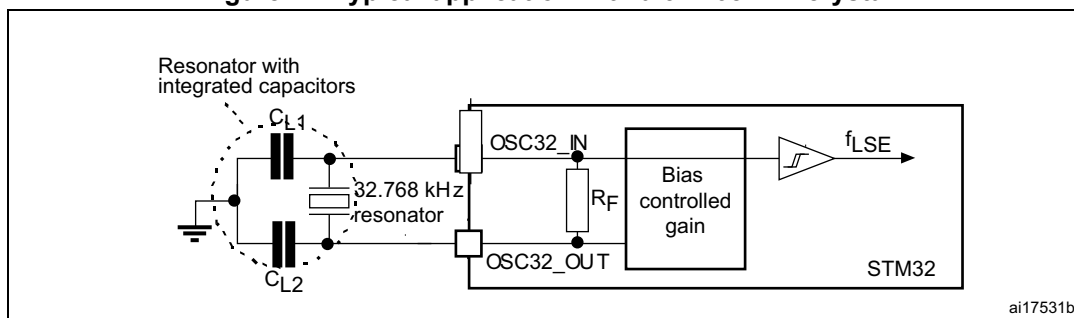 Resonator with
integrated capacitors
CL1
32.768 kHz
resonator
CL2
OSC32_IN
OSC32_OUT
RF
Bias
controlled
gain
fLSE
STM32
ai17531b